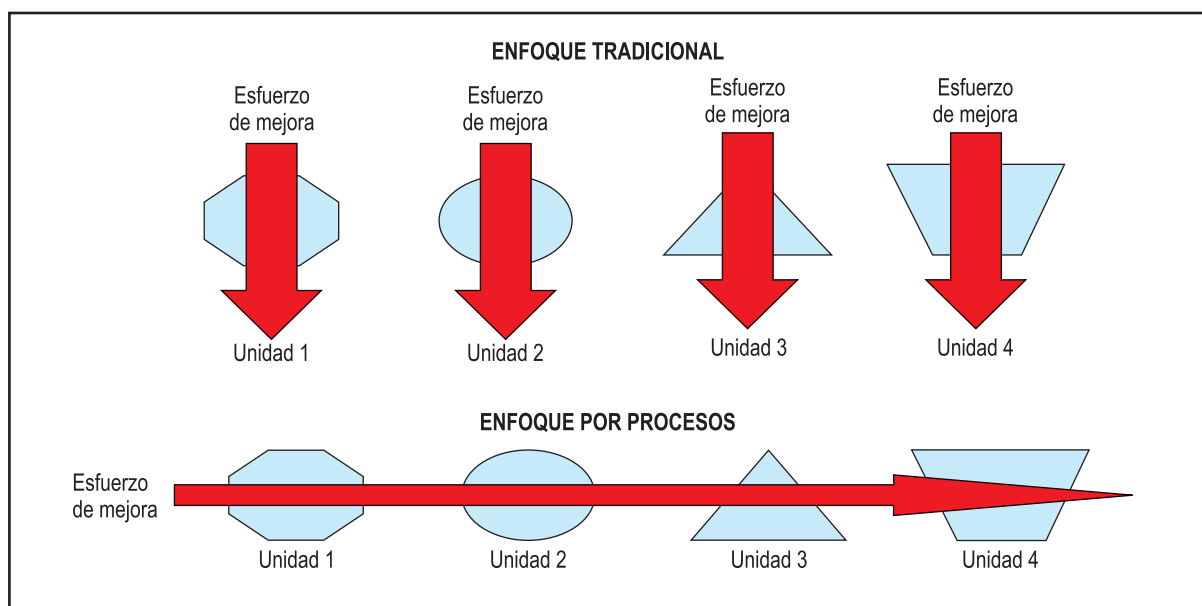 ENFOQUE TRADICIONAL
Esfuerzo
de mejora
Esfuerzo
de mejora
Esfuerzo
de mejora
Esfuerzo
de mejora
Unidad 1
Unidad 2
Unidad 3
Unidad 4
ENFOQUE POR PROCESOS
Esfuerzo
de mejora
Unidad 1
Unidad 2
Unidad 3
Unidad 4